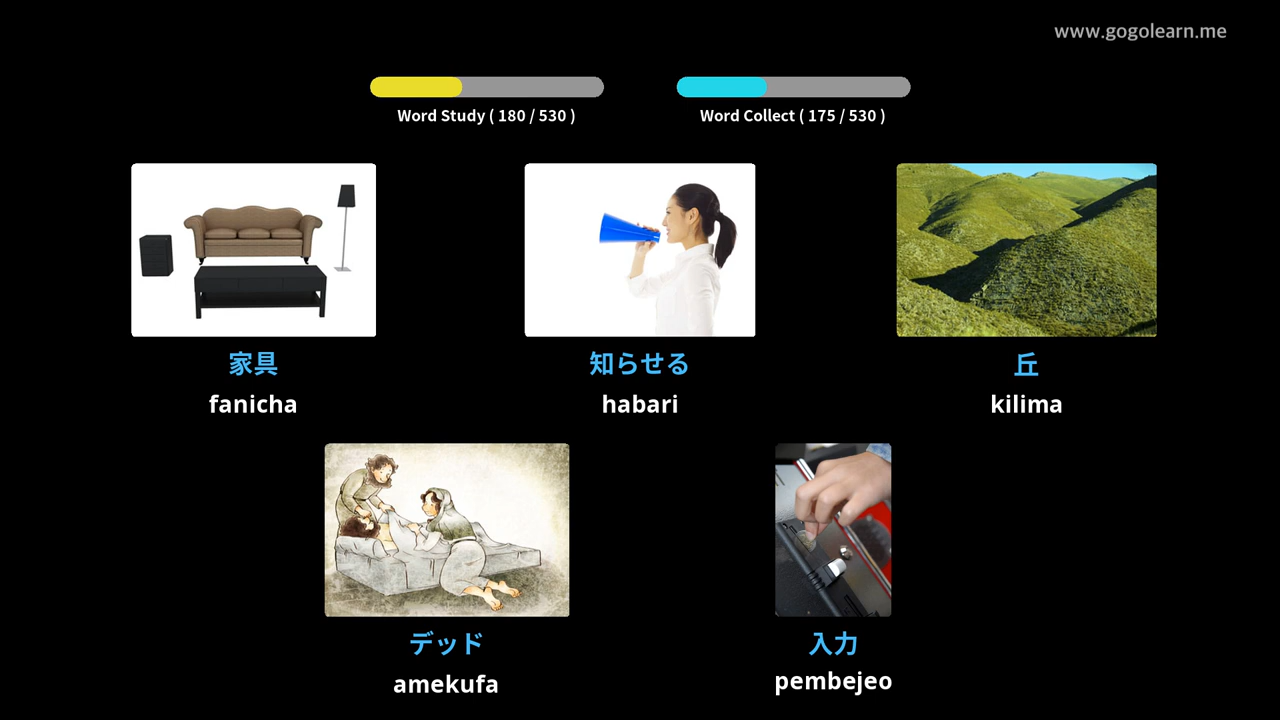 www.gogolearn.me
Word Study ( 180 / 530 )
Word Collect ( 175 / 530 )
家具
fanicha
知らせる
habari
丘
kilima
デッド
amekufa
入力
pembejeo